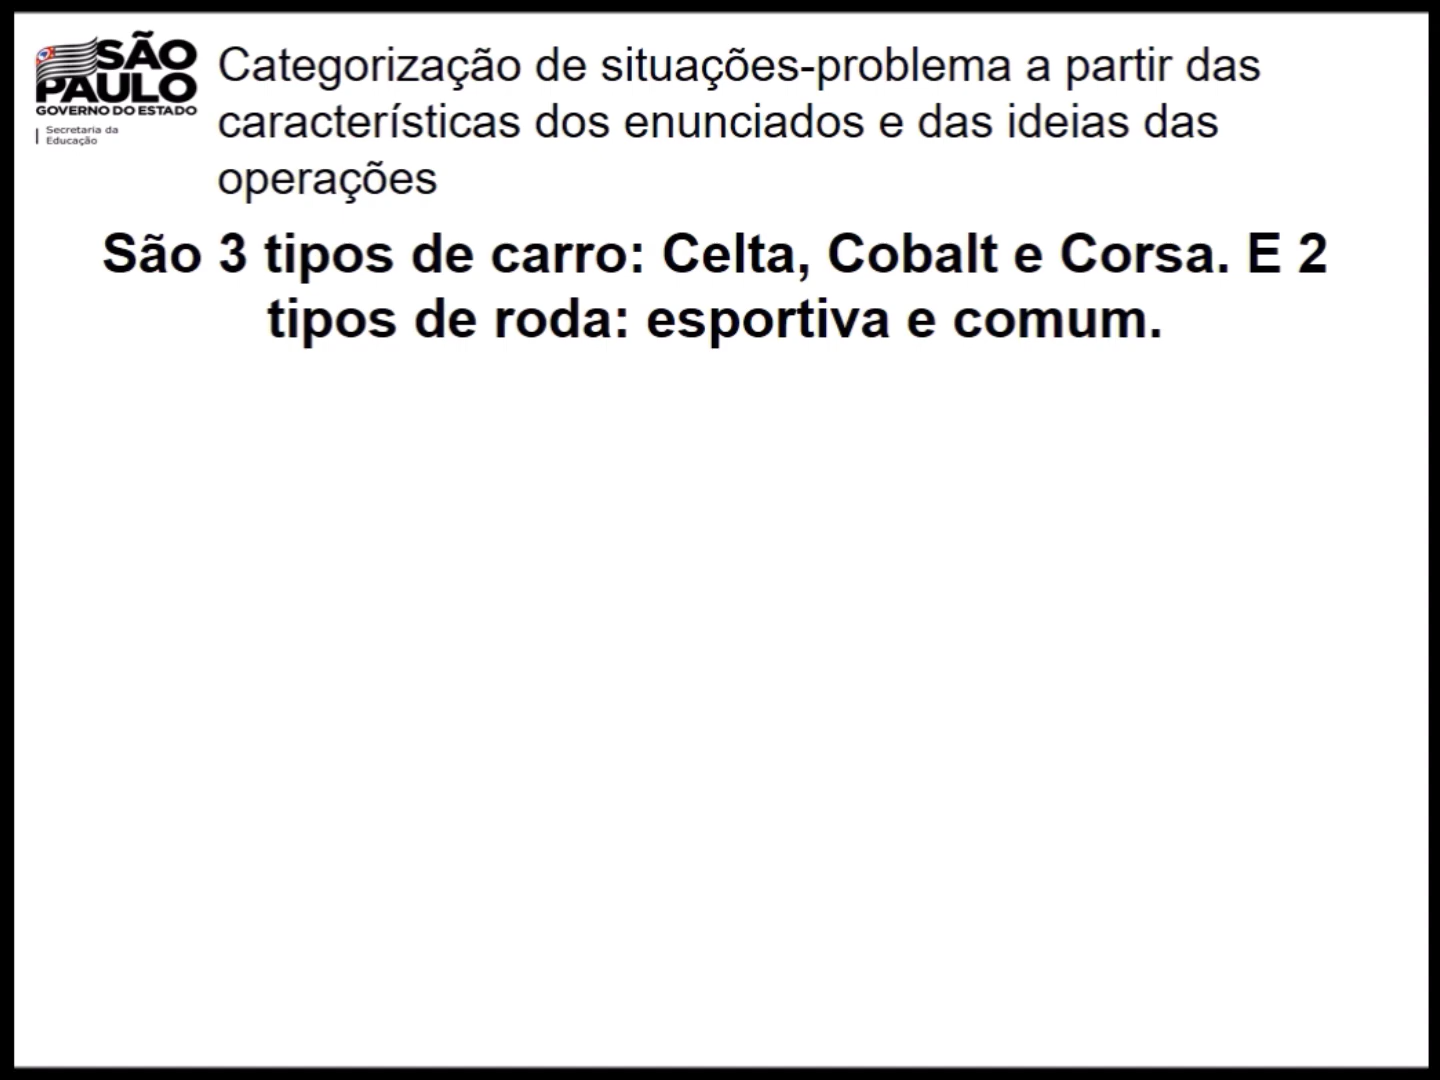 SÃO
PAULO
GOVERNO DO ESTADO
Secretaria da
Educação
Categorização de situações-problema a partir das
características dos enunciados e das ideias das
operações
São 3 tipos de carro: Celta, Cobalt e Corsa. E 2
tipos de roda: esportiva e comum.